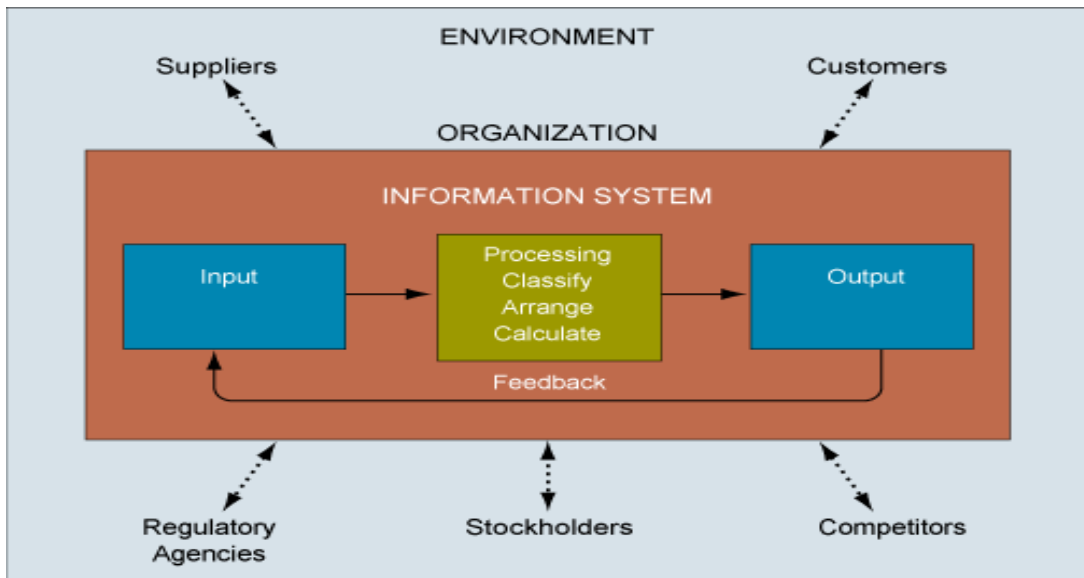 ENVIRONMENT
Suppliers
Customers
ORGANIZATION
INFORMATION SYSTEM
Input
Processing
Classify
Arrange
Calculate
Output
Feedback
Regulatory
Agencies
Stockholders
Competitors